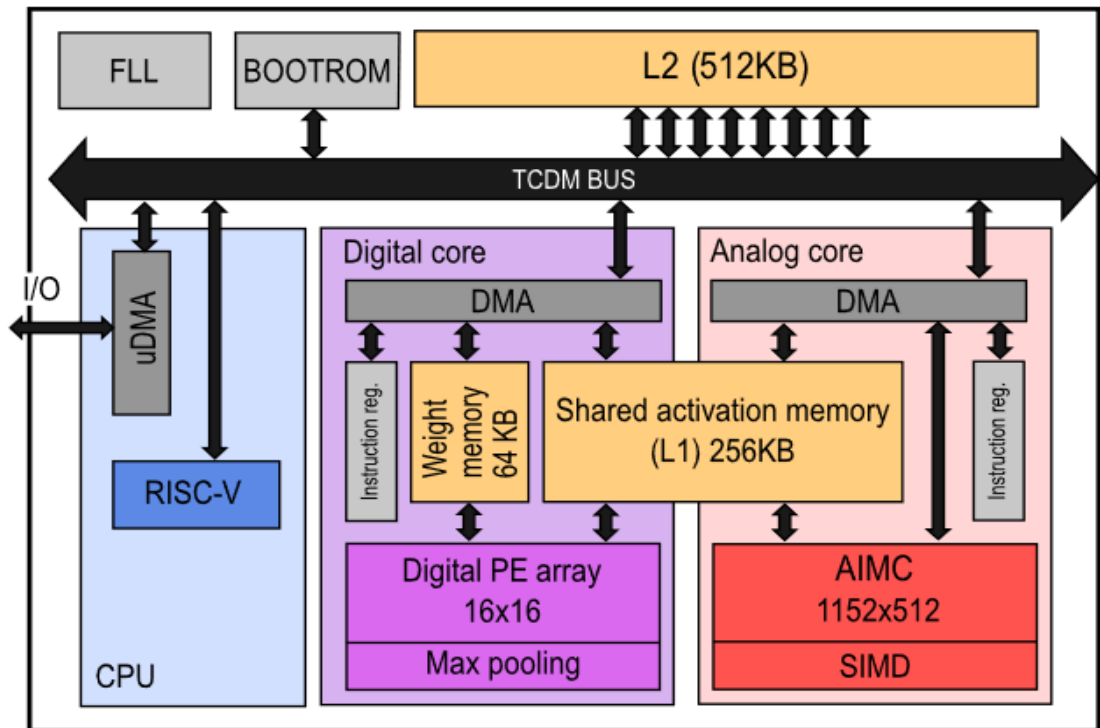 FLL
BOOTROM
L2 (512KB)
TCDM BUS
I/O
uDMA
RISC-V
CPU
Digital core
DMA
Instruction reg.
Weight
memory
64 KB
Shared activation memory
(L1) 256KB
Digital PE array
16x16
Max pooling
Analog core
DMA
Instruction reg.
AIMC
1152x512
SIMD